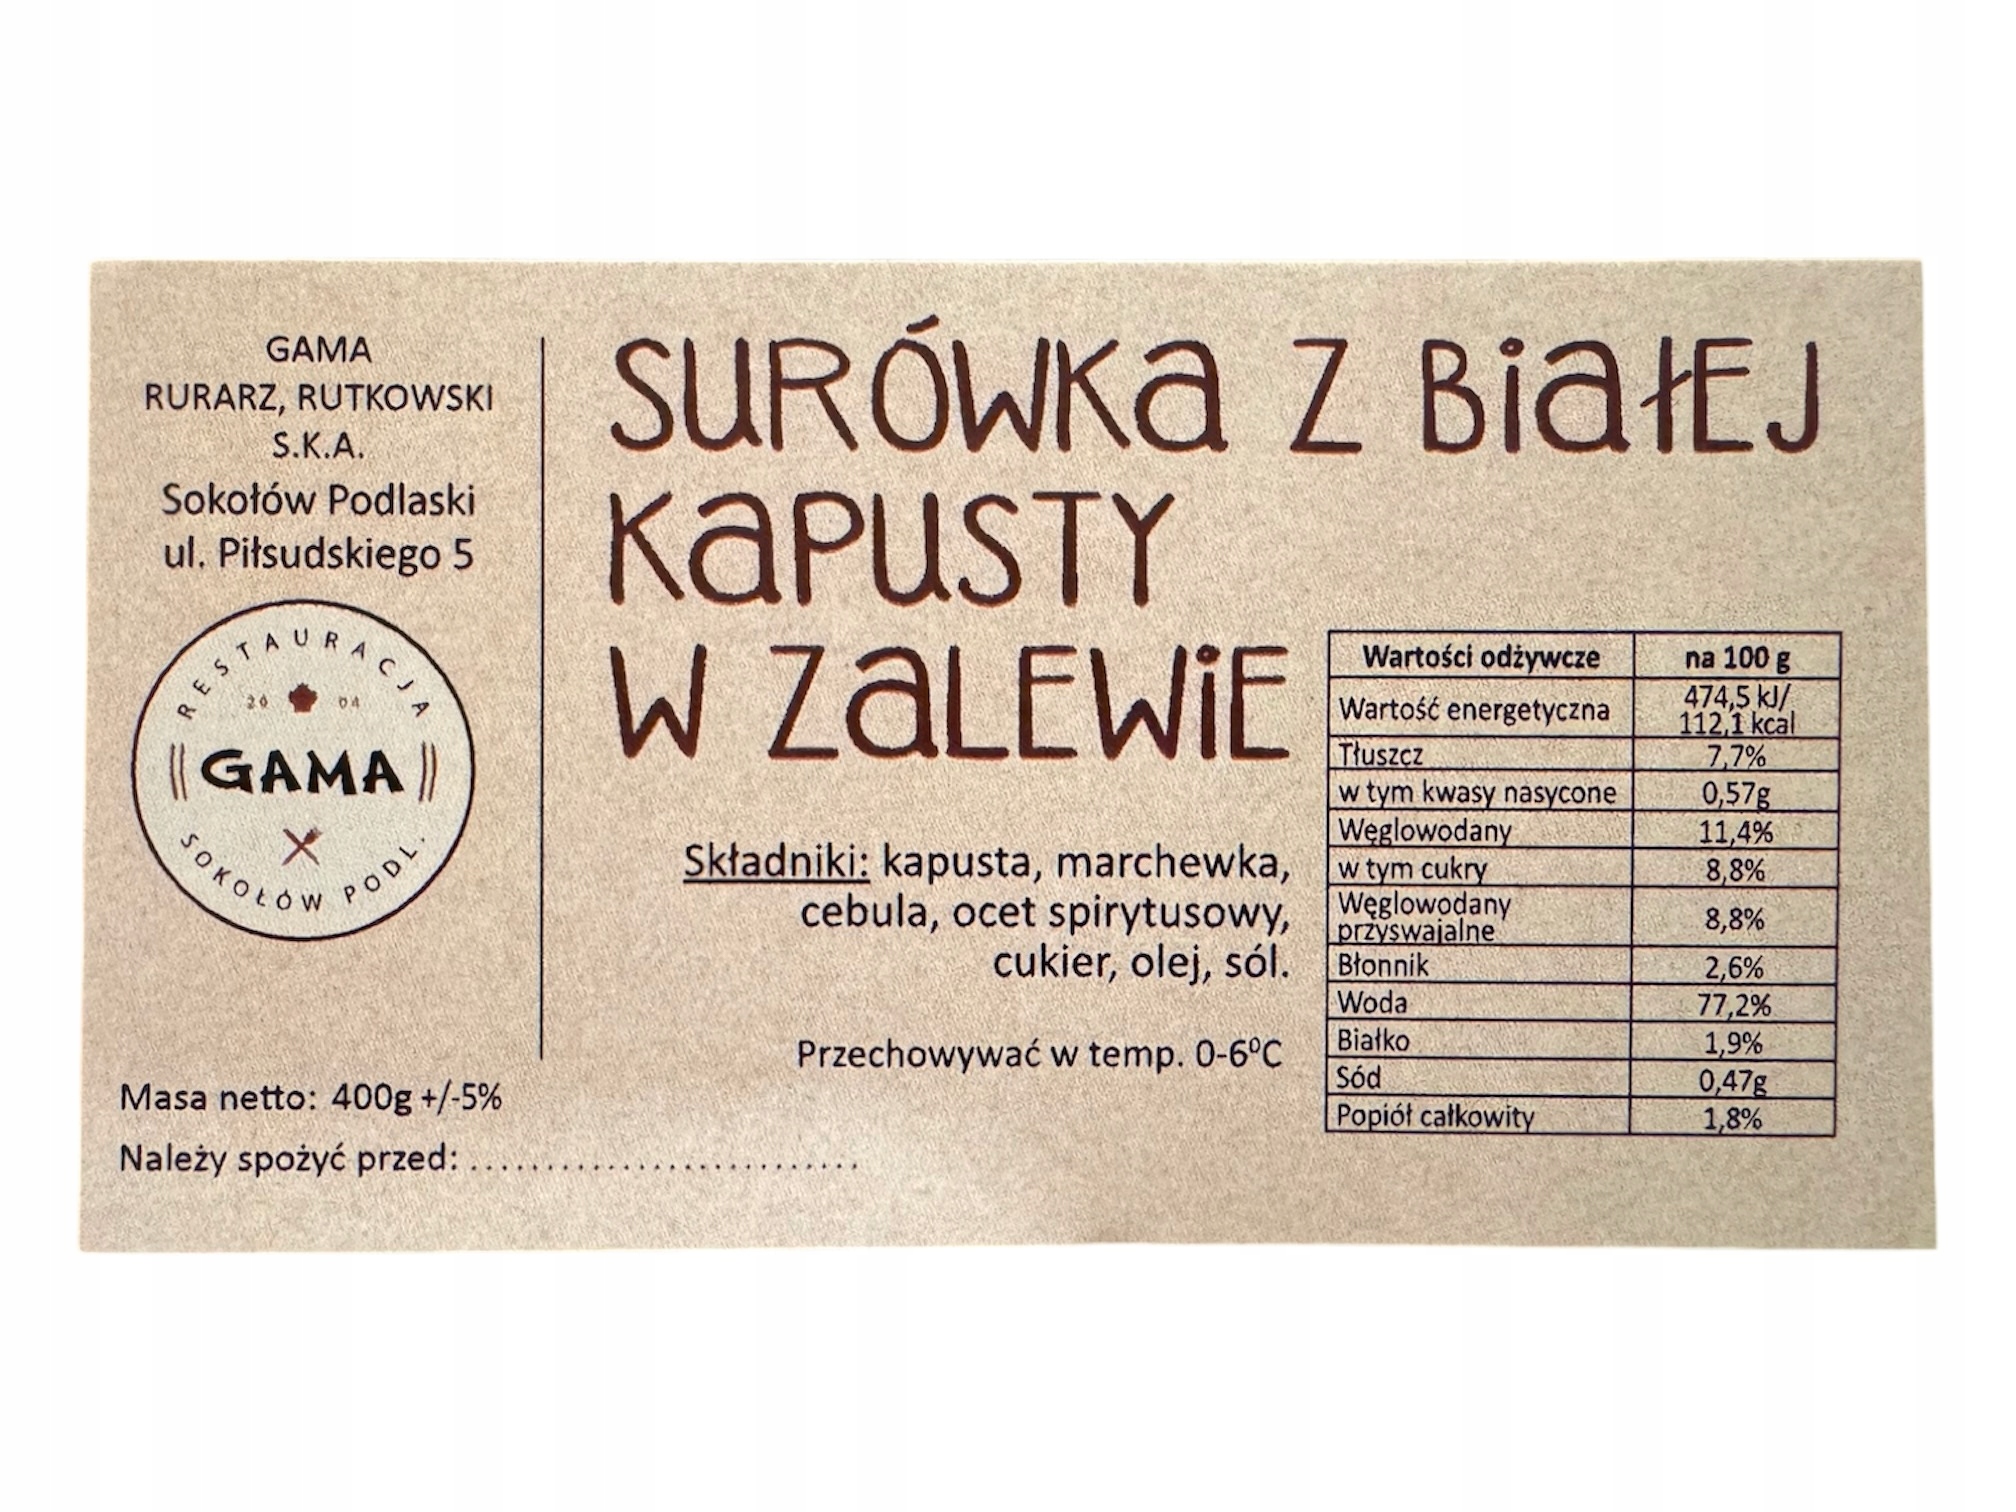 GAMA
RURARZ, RUTKOWSKI
S.K.A.
Sokołów Podlaski
ul. Piłsudskiego 5
RESTAURACJA
20 04
GAMA
SOKOŁÓW PODL.
Masa netto: 400g +/-5%
Należy spożyć przed: ..........................
SURÓWKA Z BIAŁEJ
KAPUSTY
W ZALEWIE
Składniki: kapusta, marchewka,
cebula, ocet spirytusowy,
cukier, olej, sól.
Przechowywać w temp. 0-6ºC
Wartości odżywcze na 100 g
Wartość energetyczna 474,5 kJ/
112,1 kcal
Tłuszcz 7,7%
w tym kwasy nasycone 0,57g
Węglowodany 11,4%
w tym cukry 8,8%
Węglowodany
przyswajalne 8,8%
Błonnik 2,6%
Woda 77,2%
Białko 1,9%
Sód 0,47g
Popiół całkowity 1,8%